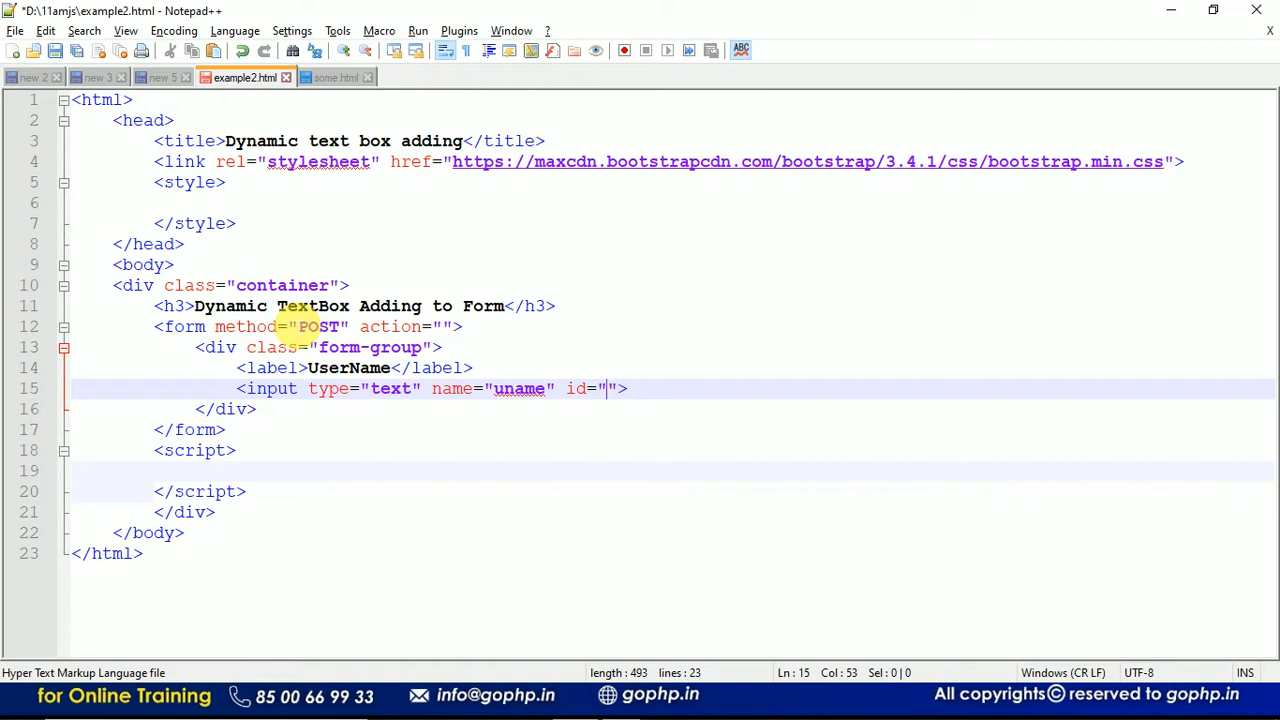 *D:\11amjs\example2.html - Notepad++
File Edit Search View Encoding Language Settings Tools Macro Run Plugins Window ? X
new 2 new 3 new 5 example2.html some.html
1 <html>
2 <head>
3 <title>Dynamic text box adding</title>
4 <link rel="stylesheet" href="https://maxcdn.bootstrapcdn.com/bootstrap/3.4.1/css/bootstrap.min.css">
5 <style>
6
7 </style>
8 </head>
9 <body>
10 <div class="container">
11 <h3>Dynamic TextBox Adding to Form</h3>
12 <form method="POST" action="">
13 <div class="form-group">
14 <label>UserName</label>
15 <input type="text" name="uname" id="">
16 </div>
17 </form>
18 <script>
19
20 </script>
21 </div>
22 </body>
23 </html>
Hyper Text Markup Language file length : 493 lines : 23 Ln : 15 Col : 53 Sel : 0 | 0 Windows (CR LF) UTF-8 INS
for Online Training 85 00 66 99 33 info@gophp.in gophp.in All copyrights© reserved to gophp.in